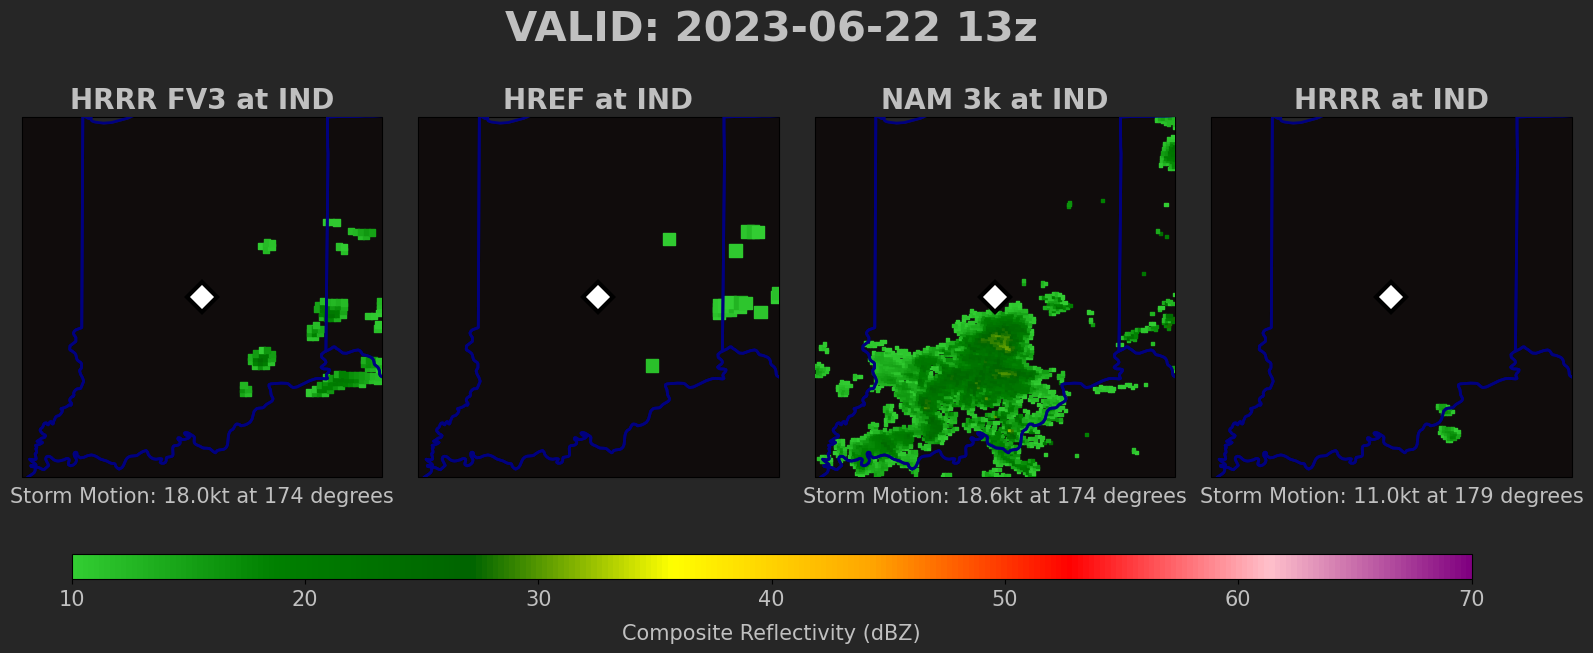 VALID: 2023-06-22 13z
HRRR FV3 at IND
HREF at IND
NAM 3k at IND
HRRR at IND
Storm Motion: 18.0kt at 174 degrees
Storm Motion: 18.6kt at 174 degrees
Storm Motion: 11.0kt at 179 degrees
10 20 30 40 50 60 70
Composite Reflectivity (dBZ)